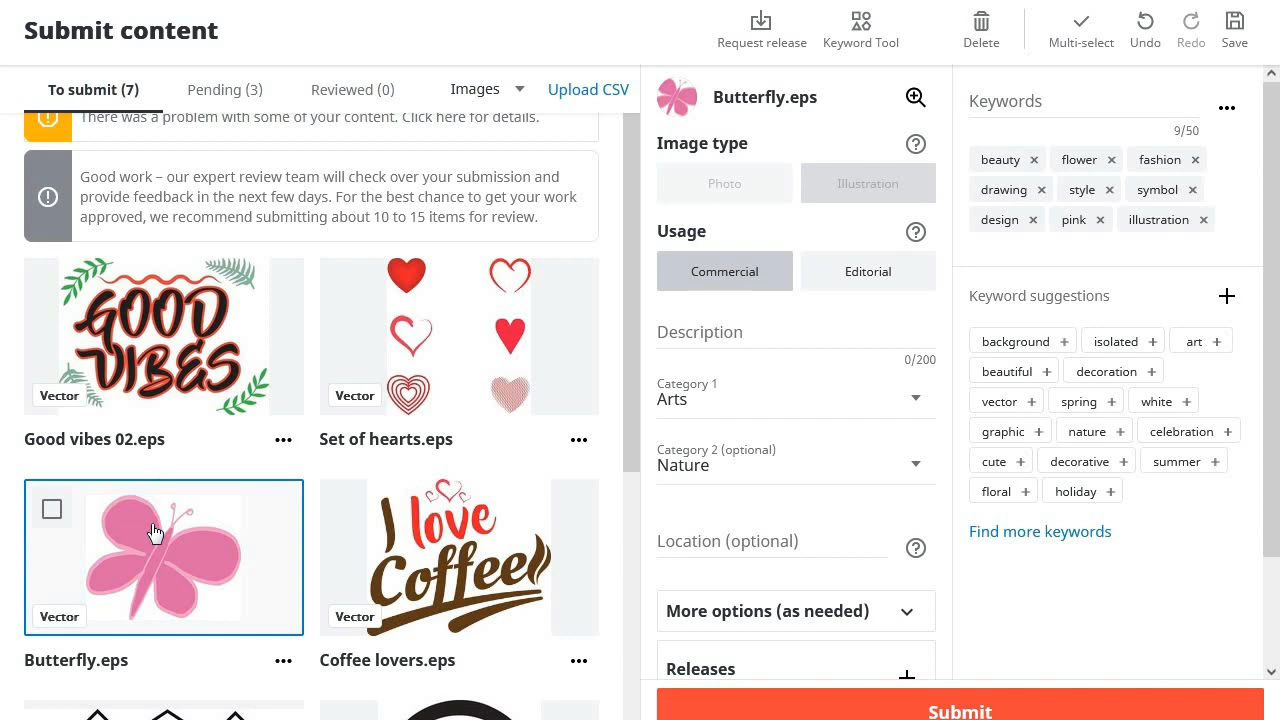 Submit content
Request release
Keyword Tool
Delete
Multi-select
Undo
Redo
Save
To submit (7)
Pending (3)
Reviewed (0)
Images
Upload CSV
There was a problem with some of your content. Click here for details.
Good work – our expert review team will check over your submission and
provide feedback in the next few days. For the best chance to get your work
approved, we recommend submitting about 10 to 15 items for review.
GOOD
VIBES
Vector
Good vibes 02.eps
Vector
Set of hearts.eps
Vector
Butterfly.eps
I love
Coffee
Vector
Coffee lovers.eps
Butterfly.eps
Image type
Photo
Illustration
Usage
Commercial
Editorial
Description
0/200
Category 1
Arts
Category 2 (optional)
Nature
Location (optional)
More options (as needed)
Releases
Keywords
9/50
beauty
flower
fashion
drawing
style
symbol
design
pink
illustration
Keyword suggestions
background
isolated
art
beautiful
decoration
vector
spring
white
graphic
nature
celebration
cute
decorative
summer
floral
holiday
Find more keywords
Submit